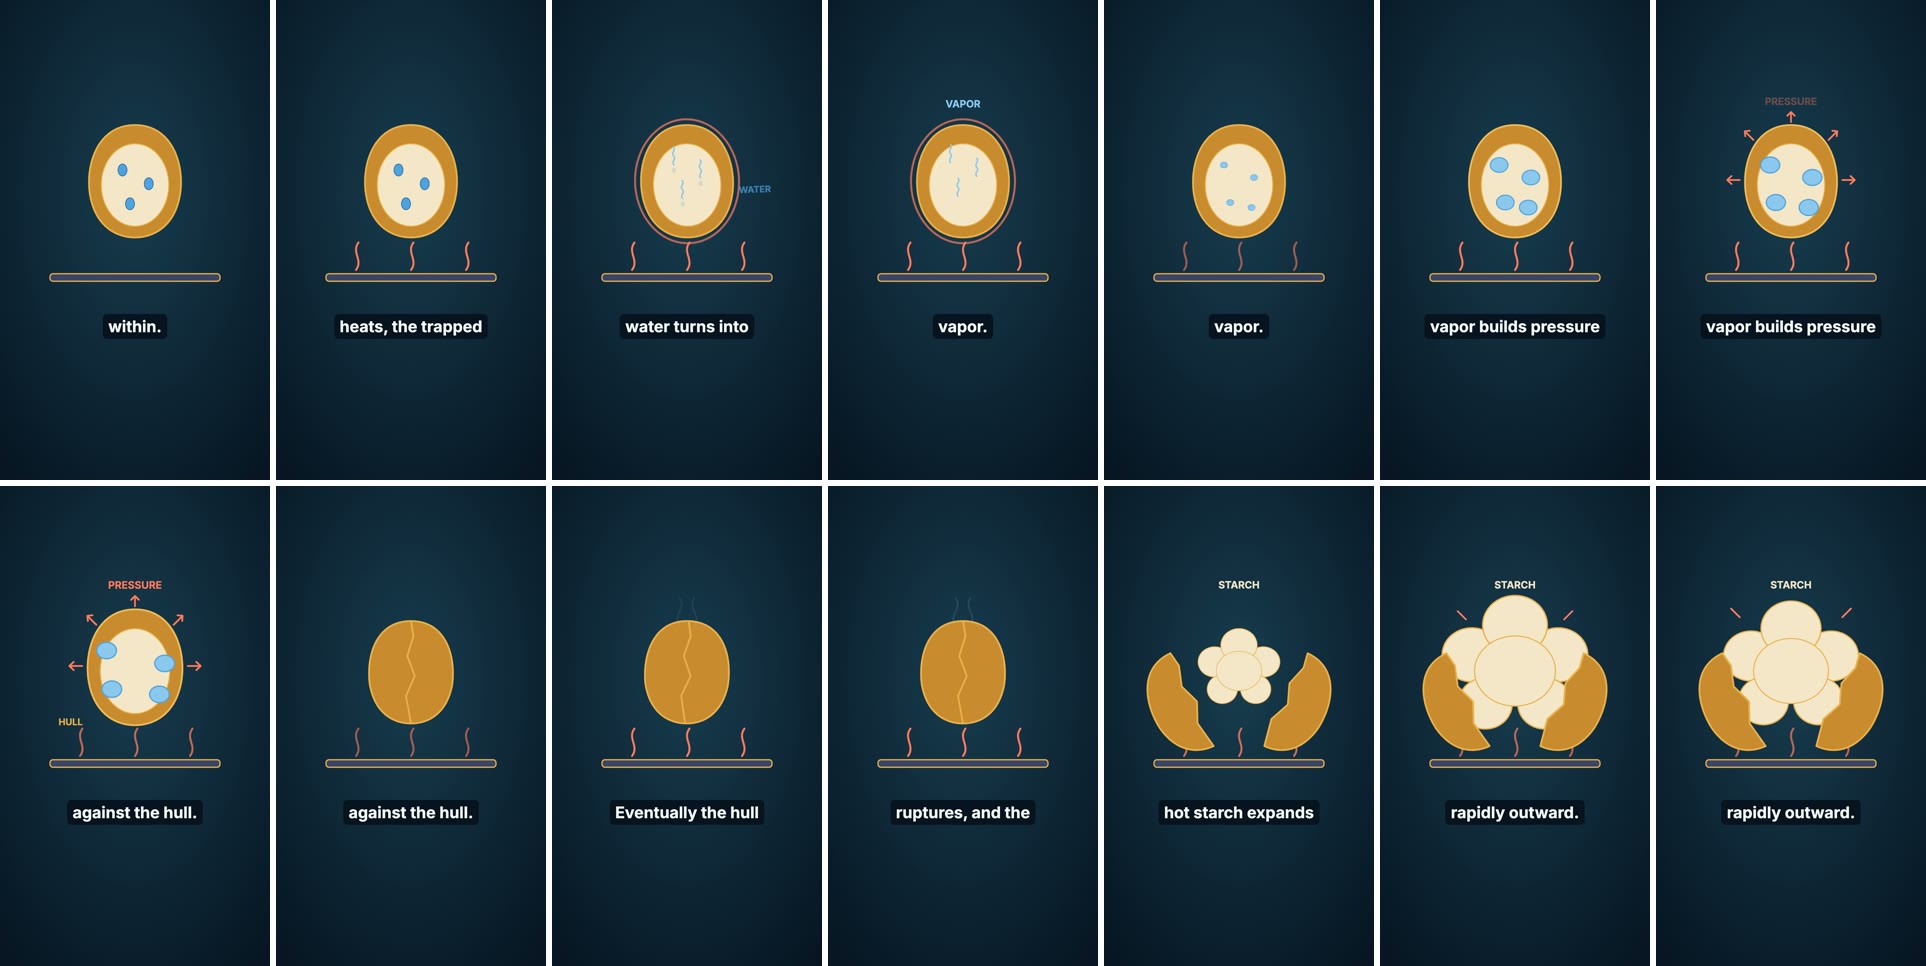 within.
heats, the trapped
WATER
water turns into
VAPOR
vapor.
vapor.
vapor builds pressure
PRESSURE
vapor builds pressure
PRESSURE
HULL
against the hull.
against the hull.
Eventually the hull
ruptures, and the
STARCH
hot starch expands
STARCH
rapidly outward.
STARCH
rapidly outward.